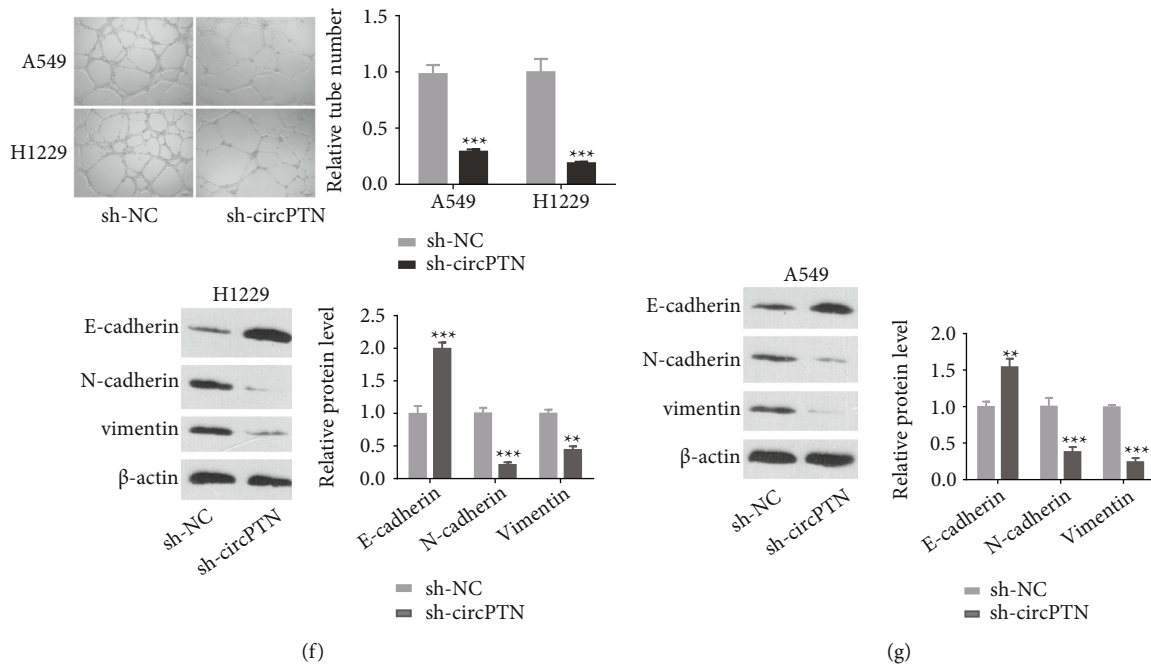 A549
H1229
sh-NC
sh-circPTN
Relative tube number
1.5
1.0
0.5
0.0
***
***
A549
H1229
sh-NC
sh-circPTN
H1229
E-cadherin
N-cadherin
vimentin
β-actin
sh-NC
sh-circPTN
Relative protein level
2.5
2.0
1.5
1.0
0.5
0.0
***
***
**
E-cadherin
N-cadherin
Vimentin
sh-NC
sh-circPTN
(f)
A549
E-cadherin
N-cadherin
vimentin
β-actin
sh-NC
sh-circPTN
Relative protein level
2.0
1.5
1.0
0.5
0.0
**
***
***
E-cadherin
N-cadherin
Vimentin
sh-NC
sh-circPTN
(g)